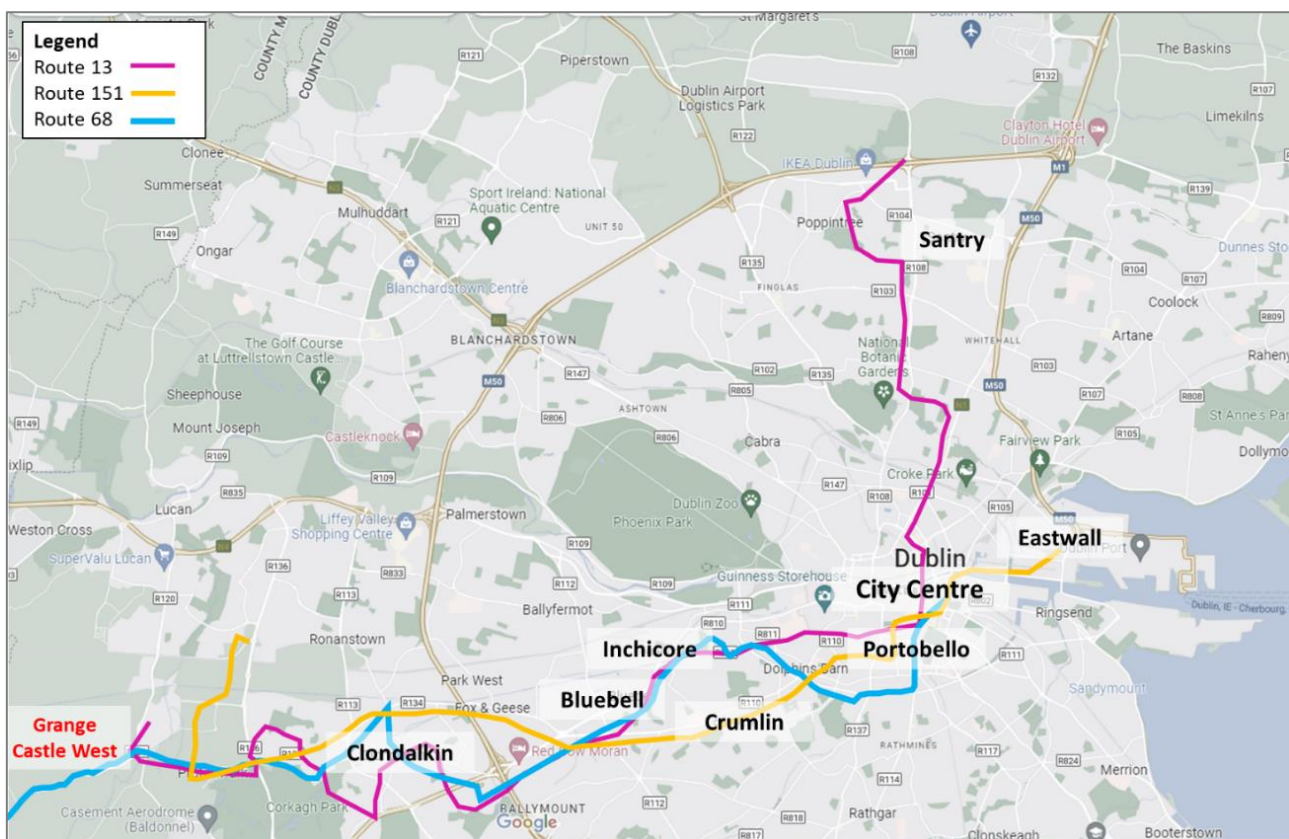 Legend
Route 13
Route 151
Route 68
St Margaret's
Dublin Airport
R108
COUNTY DUBL
R121
Piperstown
The Baskins
R132
R107
Dublin Airport
Logistics Park
R122
Clayton Hotel
Dublin Airport
Limekilns
Clonee
IKEA Dublin
M1
Summerseat
R139
Sport Ireland: National
Aquatic Centre
Mulhuddart
R121
UNIT 50
Poppintree
R104
M50
R149
Ongar
Santry
Dunnes Sto
R135
R108
R104
R107
Blanchardstown Centre
FINGLAS
R103
Coolock
Artane
R809
The Golf Course
at Luttrellstown Castle...
BLANCHARDSTOWN
National
Botanic
Gardens
WHITEHALL
Raheny
R102
R135
R103
M50
R147
R805
M50
Sheephouse
R107
R808
ASHTOWN
R149
Mount Joseph
R806
St Anne's Par
Castleknock
R806
Cabra
Fairview Park
R105
Dollymo
R109
Croke Park
ixlip
R109
R147
R108
R101
R105
R835
Dublin Zoo
Lucan
Liffey Valley
Shopping Centre
Palmerstown
Phoenix Park
M50
Weston Cross
Eastwall
Dublin Port
SuperValu Lucan
R109
Dublin
R136
R833
R112
R109
Guinness Storehouse
City Centre
R120
R113
Ballyfermot
R111
R802
Ringsend
Dublin, IE - Cherbourg,
Ronanstown
R810
R811
R110
Inchicore
Portobello
R111
Dolphins Barn
Park West
Sandymount
Bluebell
R113
R134
Fox & Geese
R110
Crumlin
R137
Grange
Castle West
Clondalkin
Red Cow Moran
RATHMINES
R117
R824
Merrion
R114
Casement Aerodrome
(Baldonnel)
Corkagh Park
BALLYMOUNT
R112
Google
R818
Rathgar
R817
Clonskeagh
Booterstown